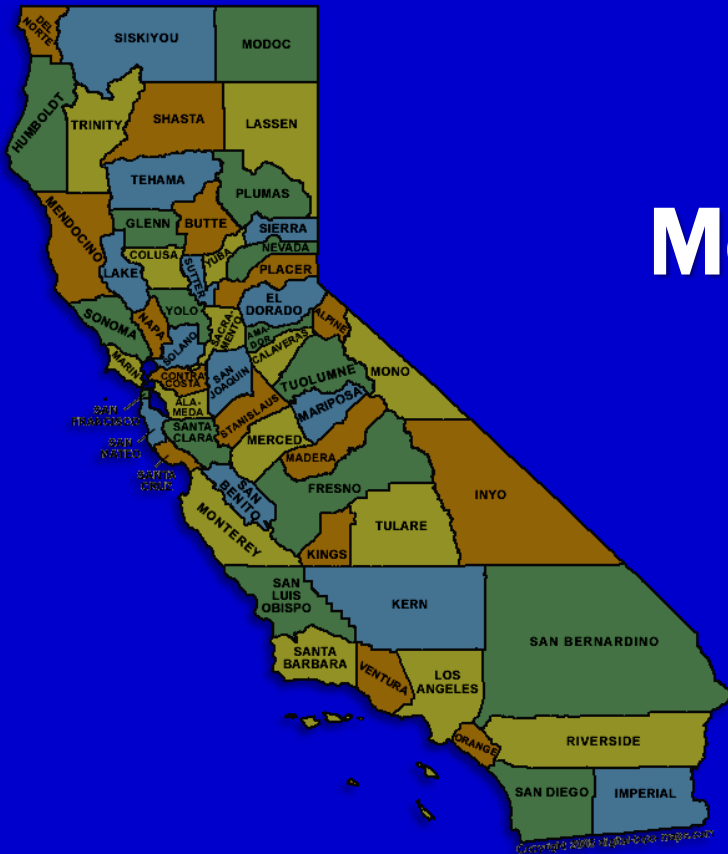 DEL
NORTE
SISKIYOU
MODOC
HUMBOLDT
TRINITY
SHASTA
LASSEN
TEHAMA
PLUMAS
MENDOCINO
GLENN
BUTTE
SIERRA
NEVADA
COLUSA
YUBA
LAKE
SUTTER
PLACER
EL
DORADO
YOLO
SONOMA
NAPA
SACRA-
MENTO
ALPINE
AMA-
DOR
SOLANO
CALAVERAS
MARIN
CONTRA
COSTA
SAN
JOAQUIN
TUOLUMNE
MONO
SAN
FRANCISCO
ALA-
MEDA
STANISLAUS
MARIPOSA
SAN
MATEO
SANTA
CLARA
MERCED
MADERA
SANTA
CRUZ
SAN
BENITO
FRESNO
INYO
MONTEREY
TULARE
KINGS
SAN
LUIS
OBISPO
KERN
SAN BERNARDINO
SANTA
BARBARA
VENTURA
LOS
ANGELES
ORANGE
RIVERSIDE
SAN DIEGO
IMPERIAL